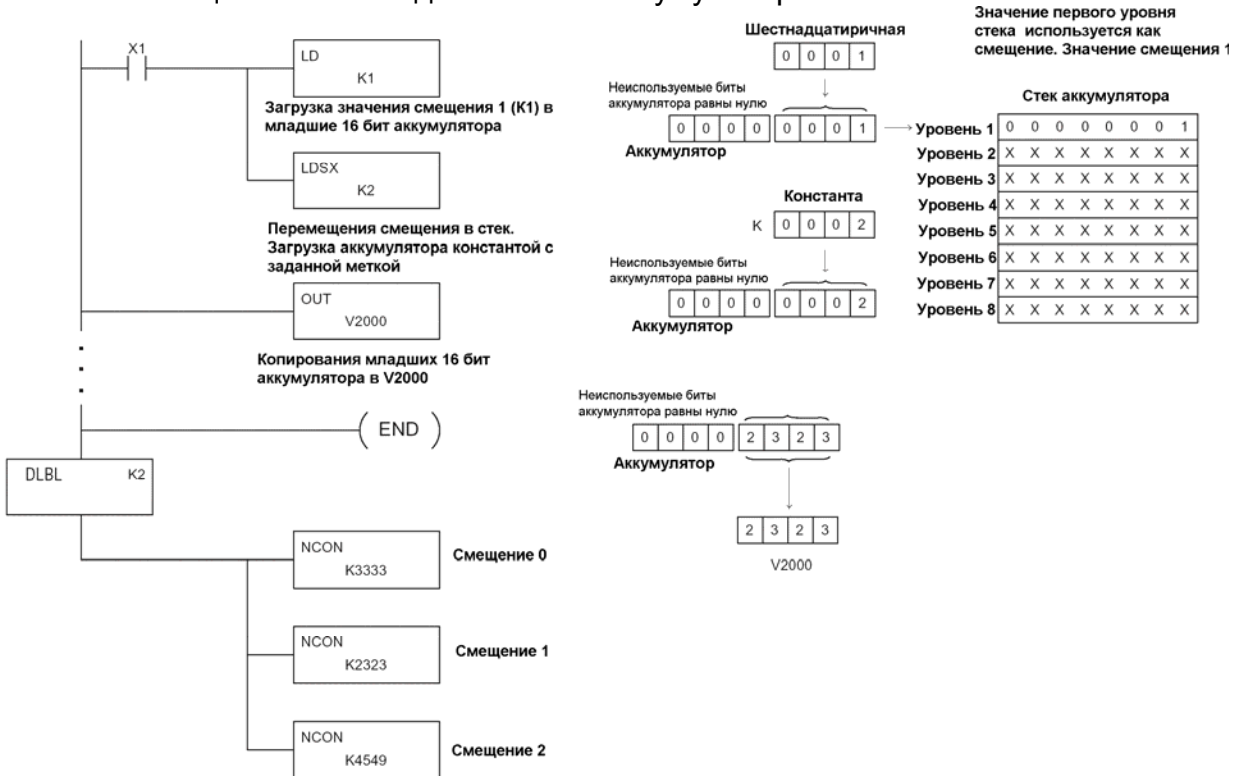 X1
LD
K1
Загрузка значения смещения 1 (К1) в
младшие 16 бит аккумулятора
LDSX
K2
Перемещения смещения в стек.
Загрузка аккумулятора константой с
заданной меткой
OUT
V2000
Копирования младших 16 бит
аккумулятора в V2000
END
DLBL K2
NCON
K3333
Смещение 0
NCON
K2323
Смещение 1
NCON
K4549
Смещение 2
Шестнадцатиричная
0 0 0 1
Неиспользуемые биты
аккумулятора равны нулю
0 0 0 0 0 0 0 1
Аккумулятор
Константа
K 0 0 0 2
Неиспользуемые биты
аккумулятора равны нулю
0 0 0 0 0 0 0 2
Аккумулятор
Неиспользуемые биты
аккумулятора равны нулю
0 0 0 0 2 3 2 3
Аккумулятор
2 3 2 3
V2000
Значение первого уровня
стека используется как
смещение. Значение смещения 1
Стек аккумулятора
Уровень 1 0 0 0 0 0 0 0 1
Уровень 2 X X X X X X X X
Уровень 3 X X X X X X X X
Уровень 4 X X X X X X X X
Уровень 5 X X X X X X X X
Уровень 6 X X X X X X X X
Уровень 7 X X X X X X X X
Уровень 8 X X X X X X X X